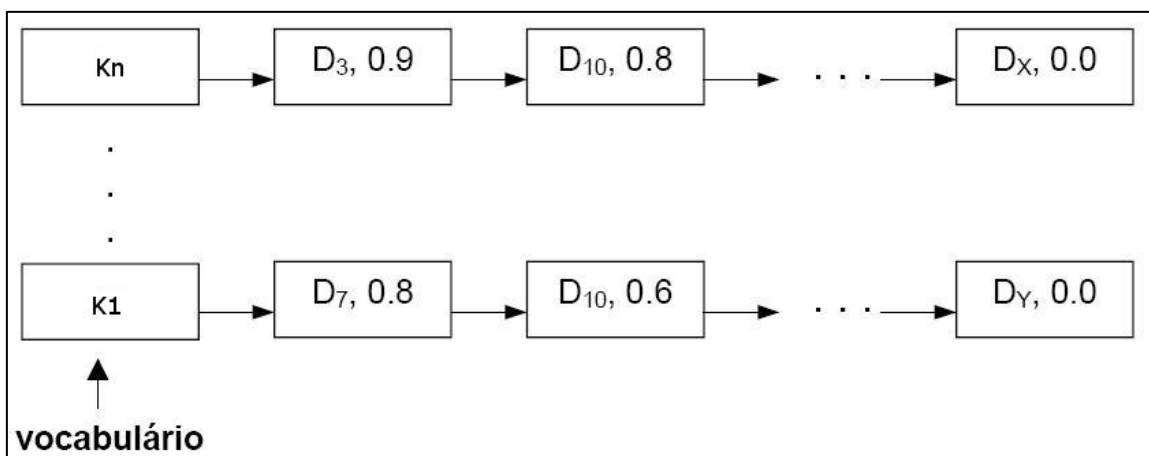 Kn D₃, 0.9 D₁₀, 0.8 . . . Dₓ, 0.0
K1 D₇, 0.8 D₁₀, 0.6 . . . Dᵧ, 0.0
vocabulário